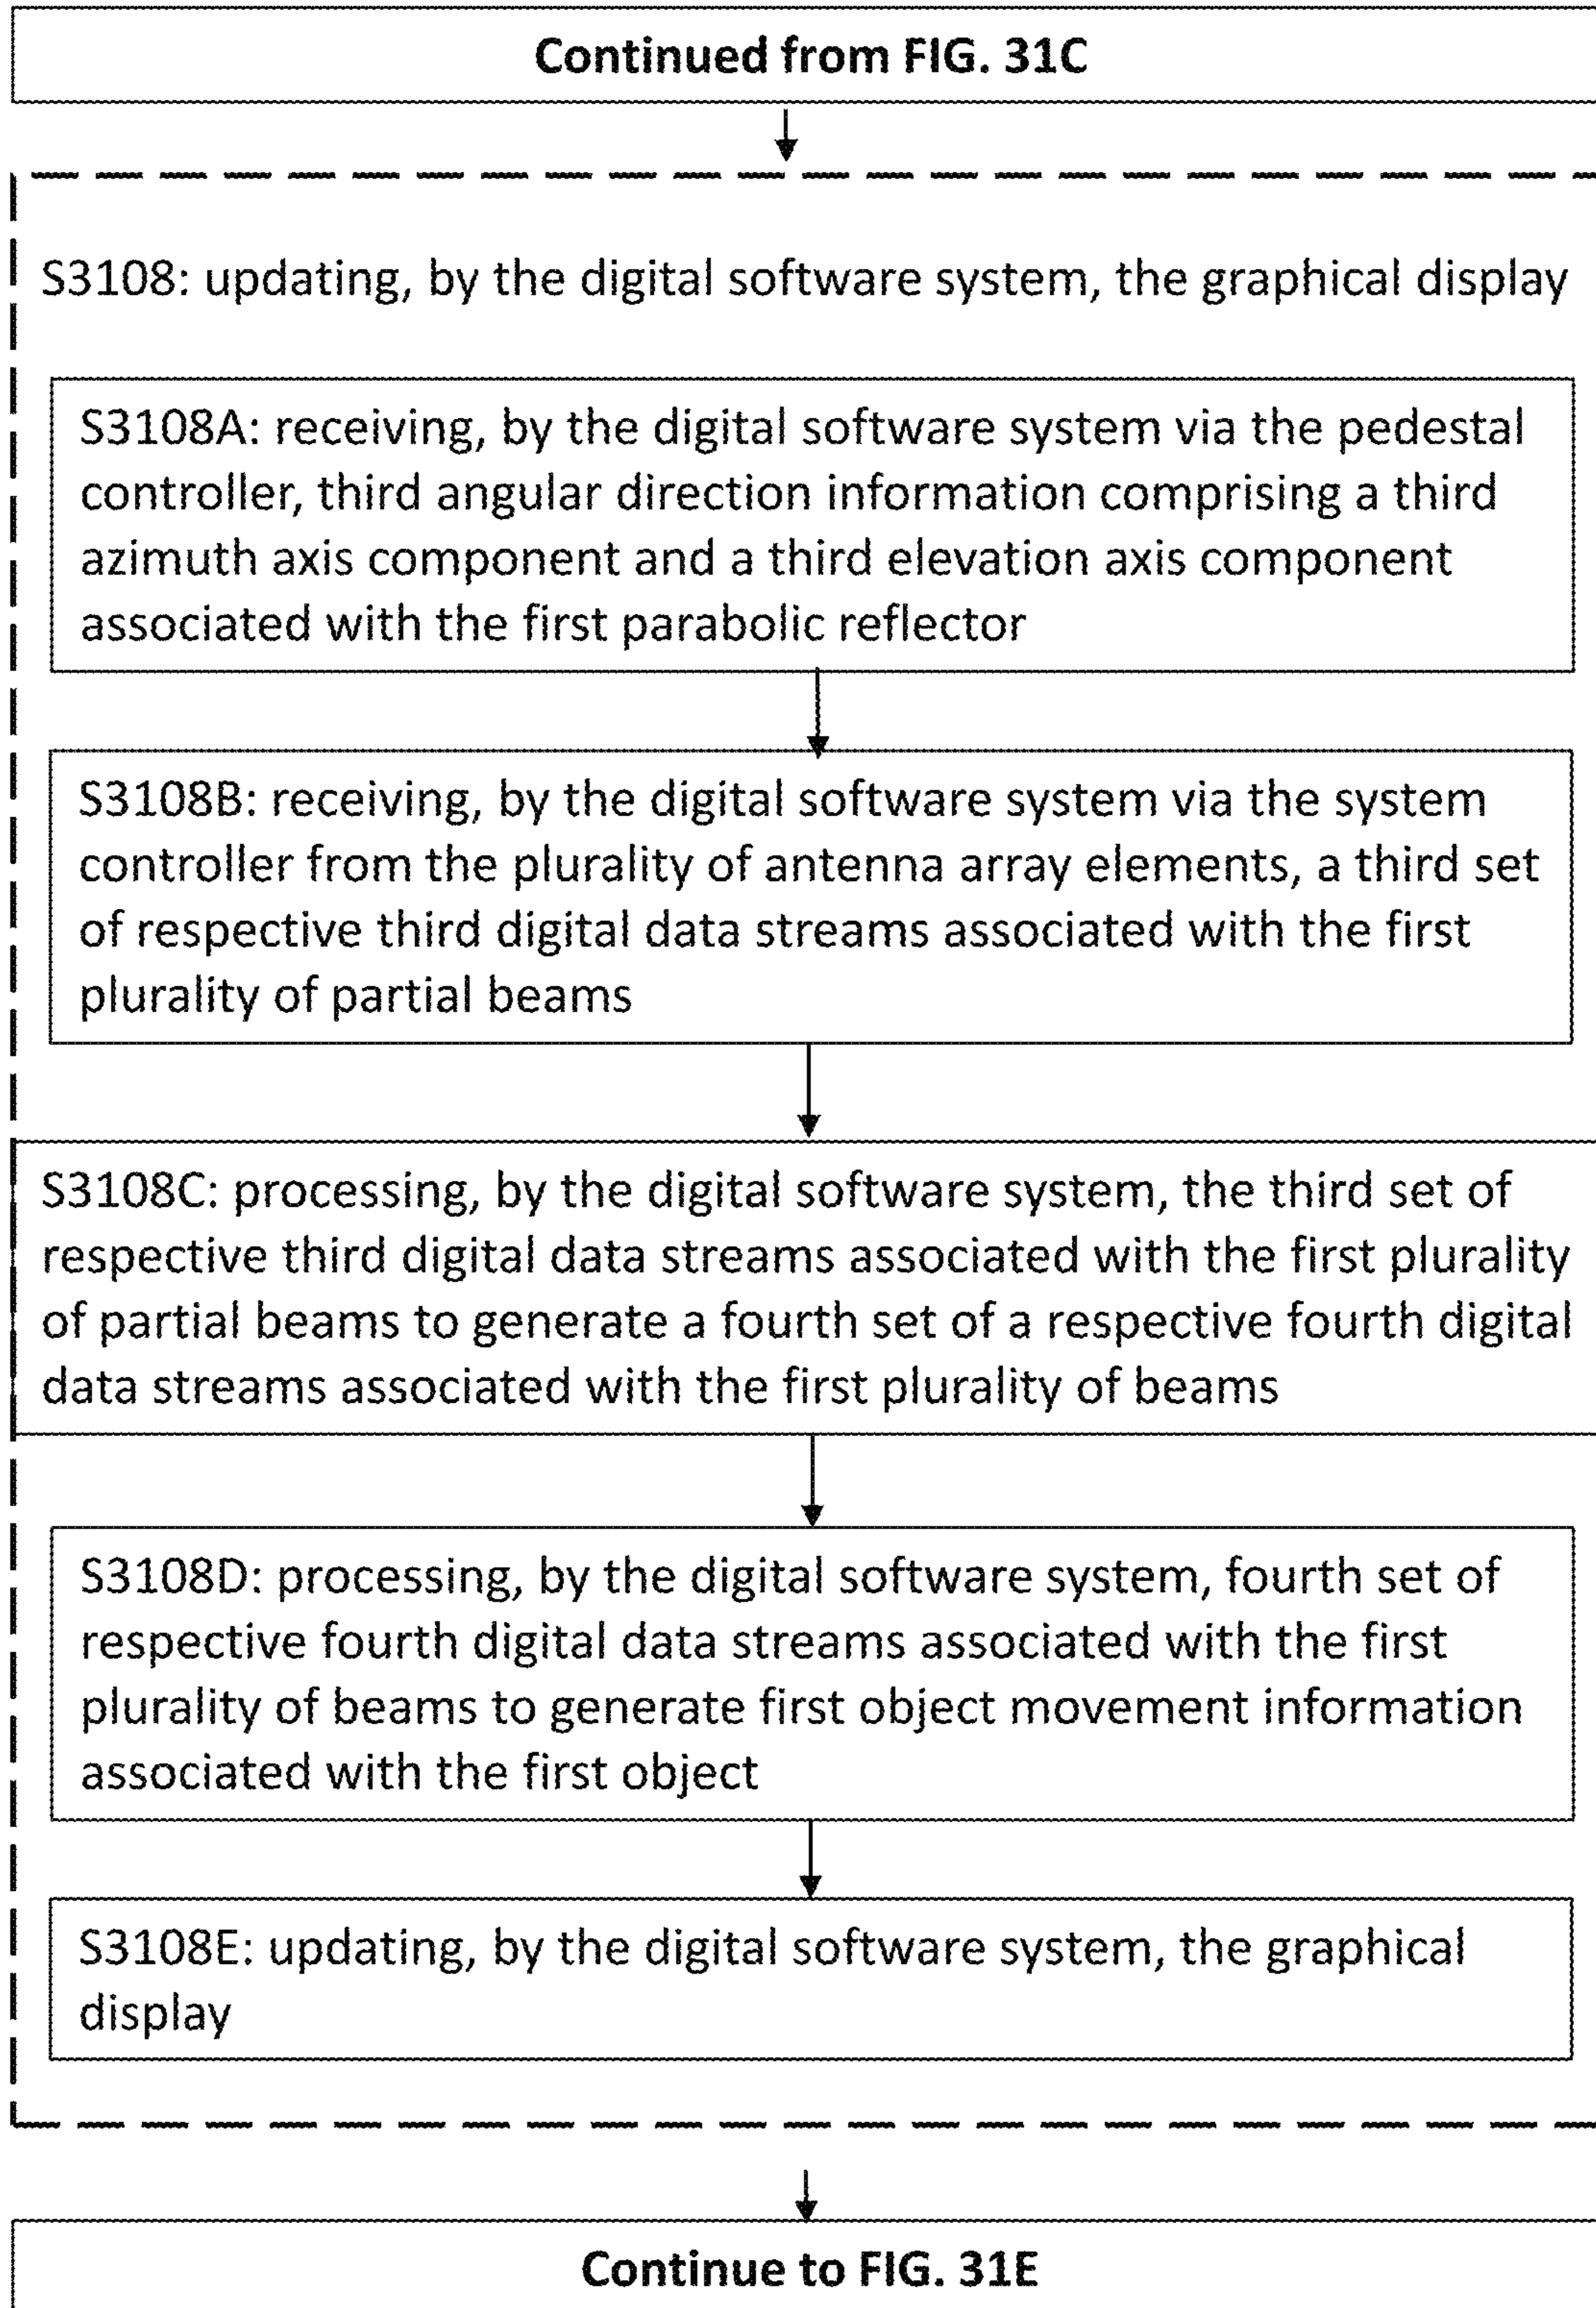 Continued from FIG. 31C
S3108: updating, by the digital software system, the graphical display
S3108A: receiving, by the digital software system via the pedestal
controller, third angular direction information comprising a third
azimuth axis component and a third elevation axis component
associated with the first parabolic reflector
S3108B: receiving, by the digital software system via the system
controller from the plurality of antenna array elements, a third set
of respective third digital data streams associated with the first
plurality of partial beams
S3108C: processing, by the digital software system, the third set of
respective third digital data streams associated with the first plurality
of partial beams to generate a fourth set of a respective fourth digital
data streams associated with the first plurality of beams
S3108D: processing, by the digital software system, fourth set of
respective fourth digital data streams associated with the first
plurality of beams to generate first object movement information
associated with the first object
S3108E: updating, by the digital software system, the graphical
display
Continue to FIG. 31E